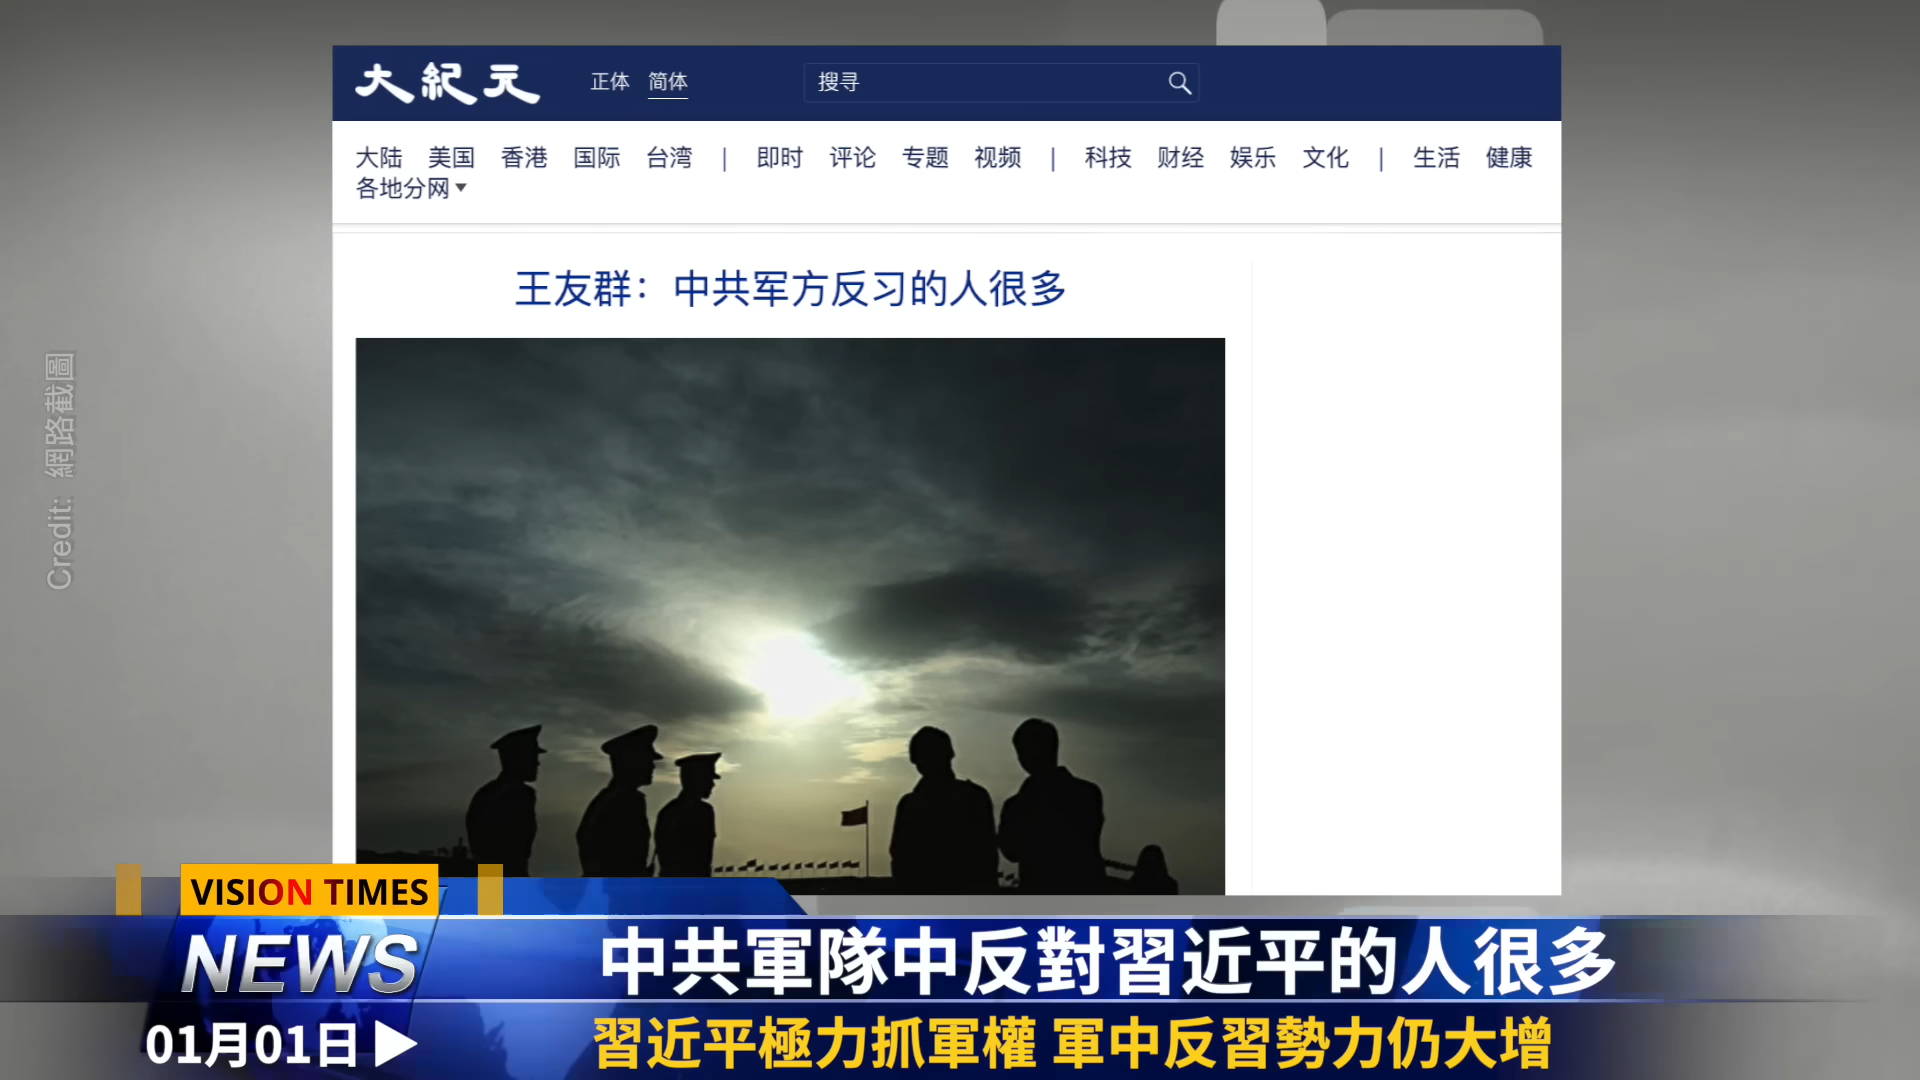 大紀元
正体 简体
搜寻
大陆 美国 香港 国际 台湾 | 即时 评论 专题 视频 | 科技 财经 娱乐 文化 | 生活 健康
各地分网
王友群：中共军方反习的人很多
Credit: 網路截圖
VISION TIMES
NEWS
中共軍隊中反對習近平的人很多
01月01日
習近平極力抓軍權 軍中反習勢力仍大增